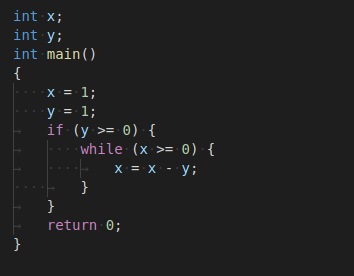 int x;
int y;
int main()
{
    x = 1;
    y = 1;
    if (y >= 0) {
        while (x >= 0) {
            x = x - y;
        }
    }
    return 0;
}